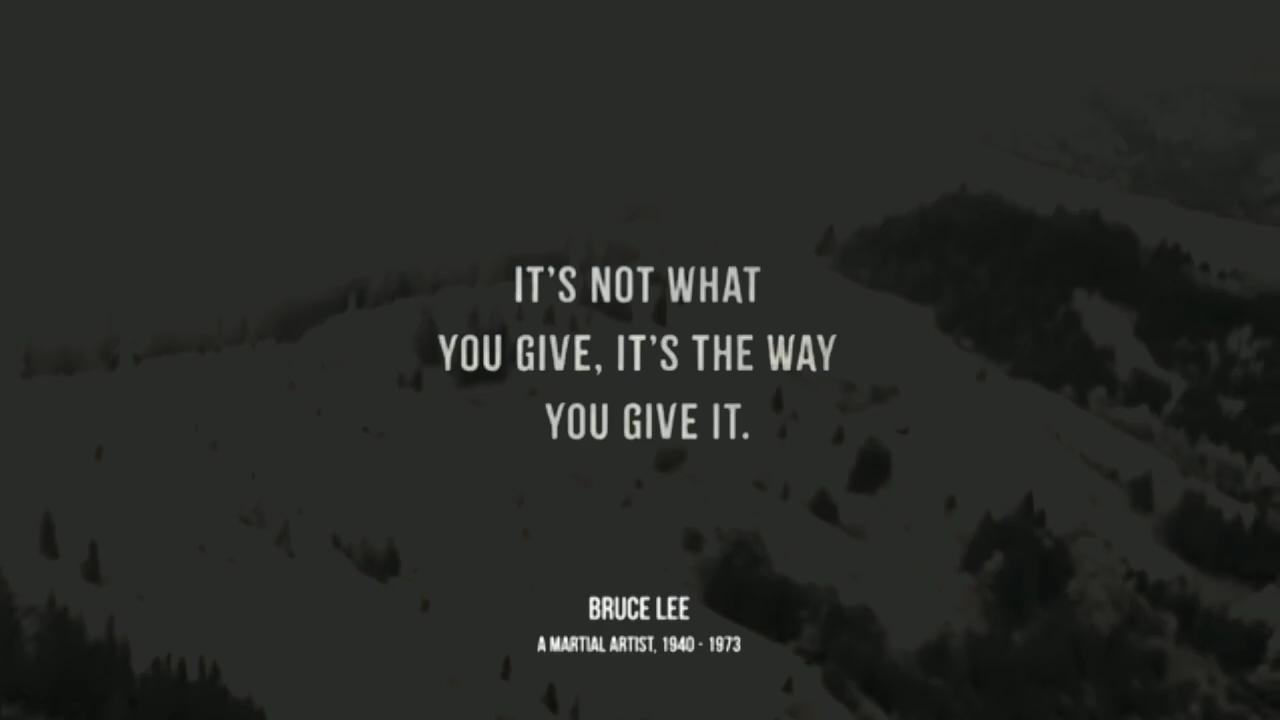 IT'S NOT WHAT
YOU GIVE, IT'S THE WAY
YOU GIVE IT.
BRUCE LEE
A MARTIAL ARTIST, 1940 - 1973